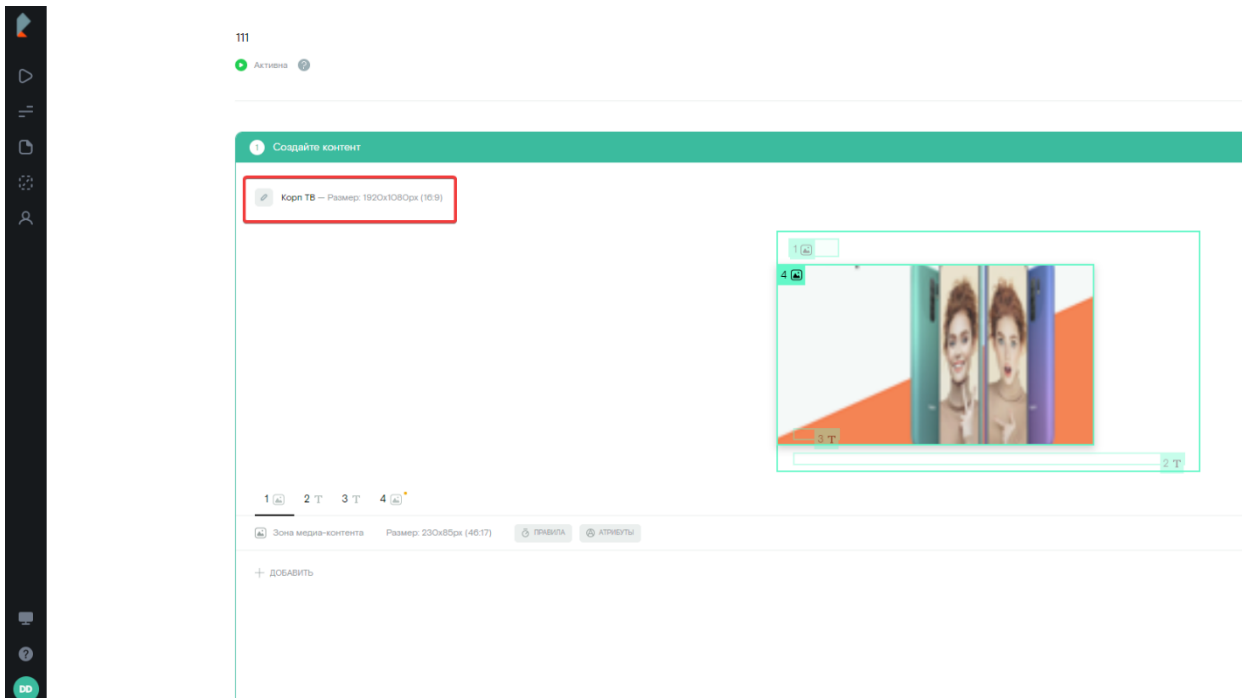 111
Активна ?
1 Создайте контент
Корп ТВ — Размер: 1920x1080px (16:9)
1
4
3 T
2 T
1 2 T 3 T 4
Зона медиа-контента Размер: 230x85px (46:17) ПРАВИЛА АТРИБУТЫ
+ ДОБАВИТЬ
?
DD